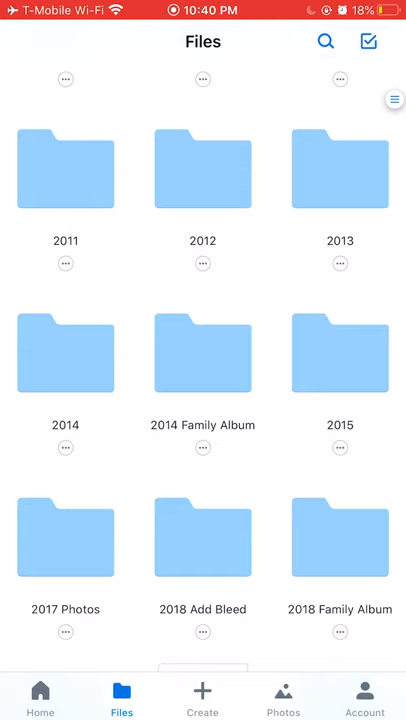 T-Mobile Wi-Fi 10:40 PM 18%
Files
2011 2012 2013
2014 2014 Family Album 2015
2017 Photos 2018 Add Bleed 2018 Family Album
Home Files Create Photos Account